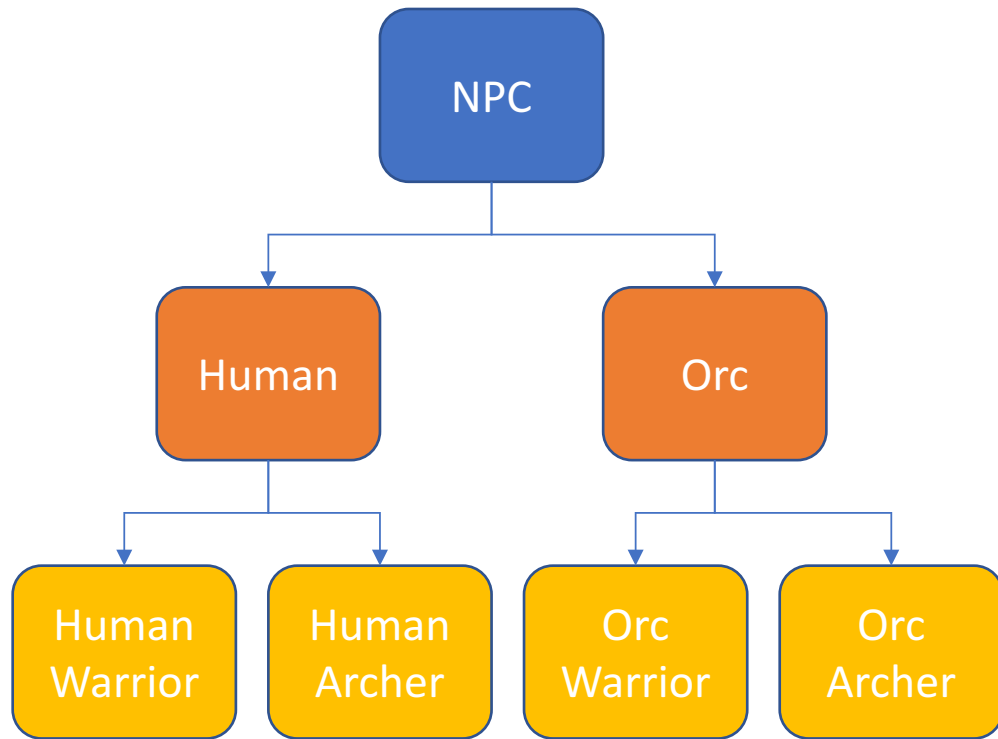 NPC
Human
Orc
Human
Warrior
Human
Archer
Orc
Warrior
Orc
Archer